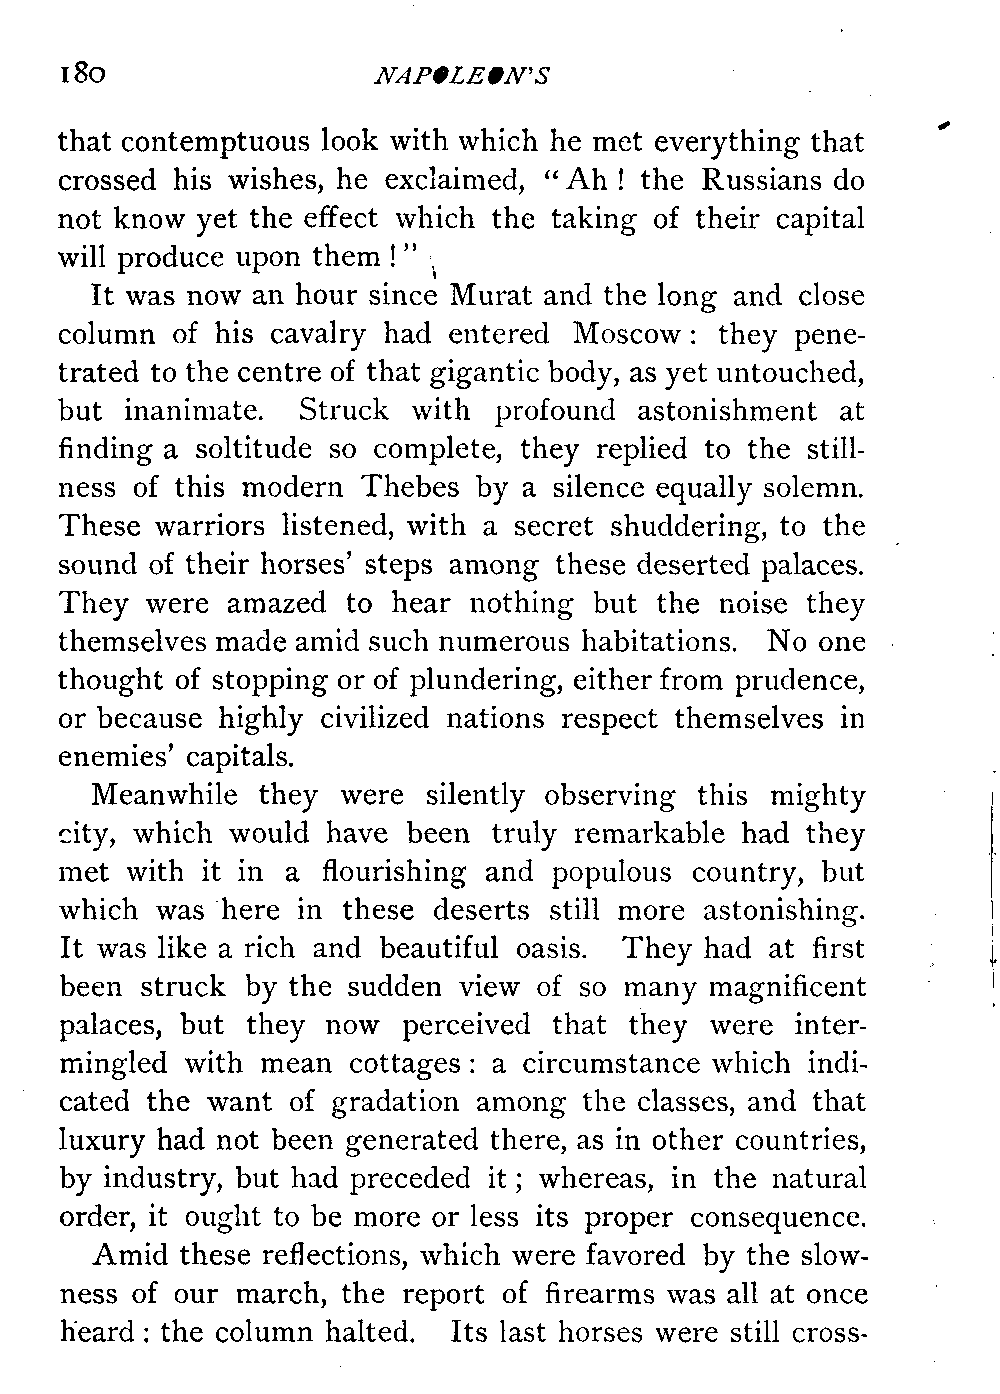 180 NAPOLEON'S
that contemptuous look with which he met everything that
crossed his wishes, he exclaimed, “Ah ! the Russians do
not know yet the effect which the taking of their capital
will produce upon them !”
It was now an hour since Murat and the long and close
column of his cavalry had entered Moscow : they pene-
trated to the centre of that gigantic body, as yet untouched,
but inanimate. Struck with profound astonishment at
finding a soltitude so complete, they replied to the still-
ness of this modern Thebes by a silence equally solemn.
These warriors listened, with a secret shuddering, to the
sound of their horses’ steps among these deserted palaces.
They were amazed to hear nothing but the noise they
themselves made amid such numerous habitations. No one
thought of stopping or of plundering, either from prudence,
or because highly civilized nations respect themselves in
enemies’ capitals.
Meanwhile they were silently observing this mighty
city, which would have been truly remarkable had they
met with it in a flourishing and populous country, but
which was here in these deserts still more astonishing.
It was like a rich and beautiful oasis. They had at first
been struck by the sudden view of so many magnificent
palaces, but they now perceived that they were inter-
mingled with mean cottages : a circumstance which indi-
cated the want of gradation among the classes, and that
luxury had not been generated there, as in other countries,
by industry, but had preceded it ; whereas, in the natural
order, it ought to be more or less its proper consequence.
Amid these reflections, which were favored by the slow-
ness of our march, the report of firearms was all at once
heard : the column halted. Its last horses were still cross-